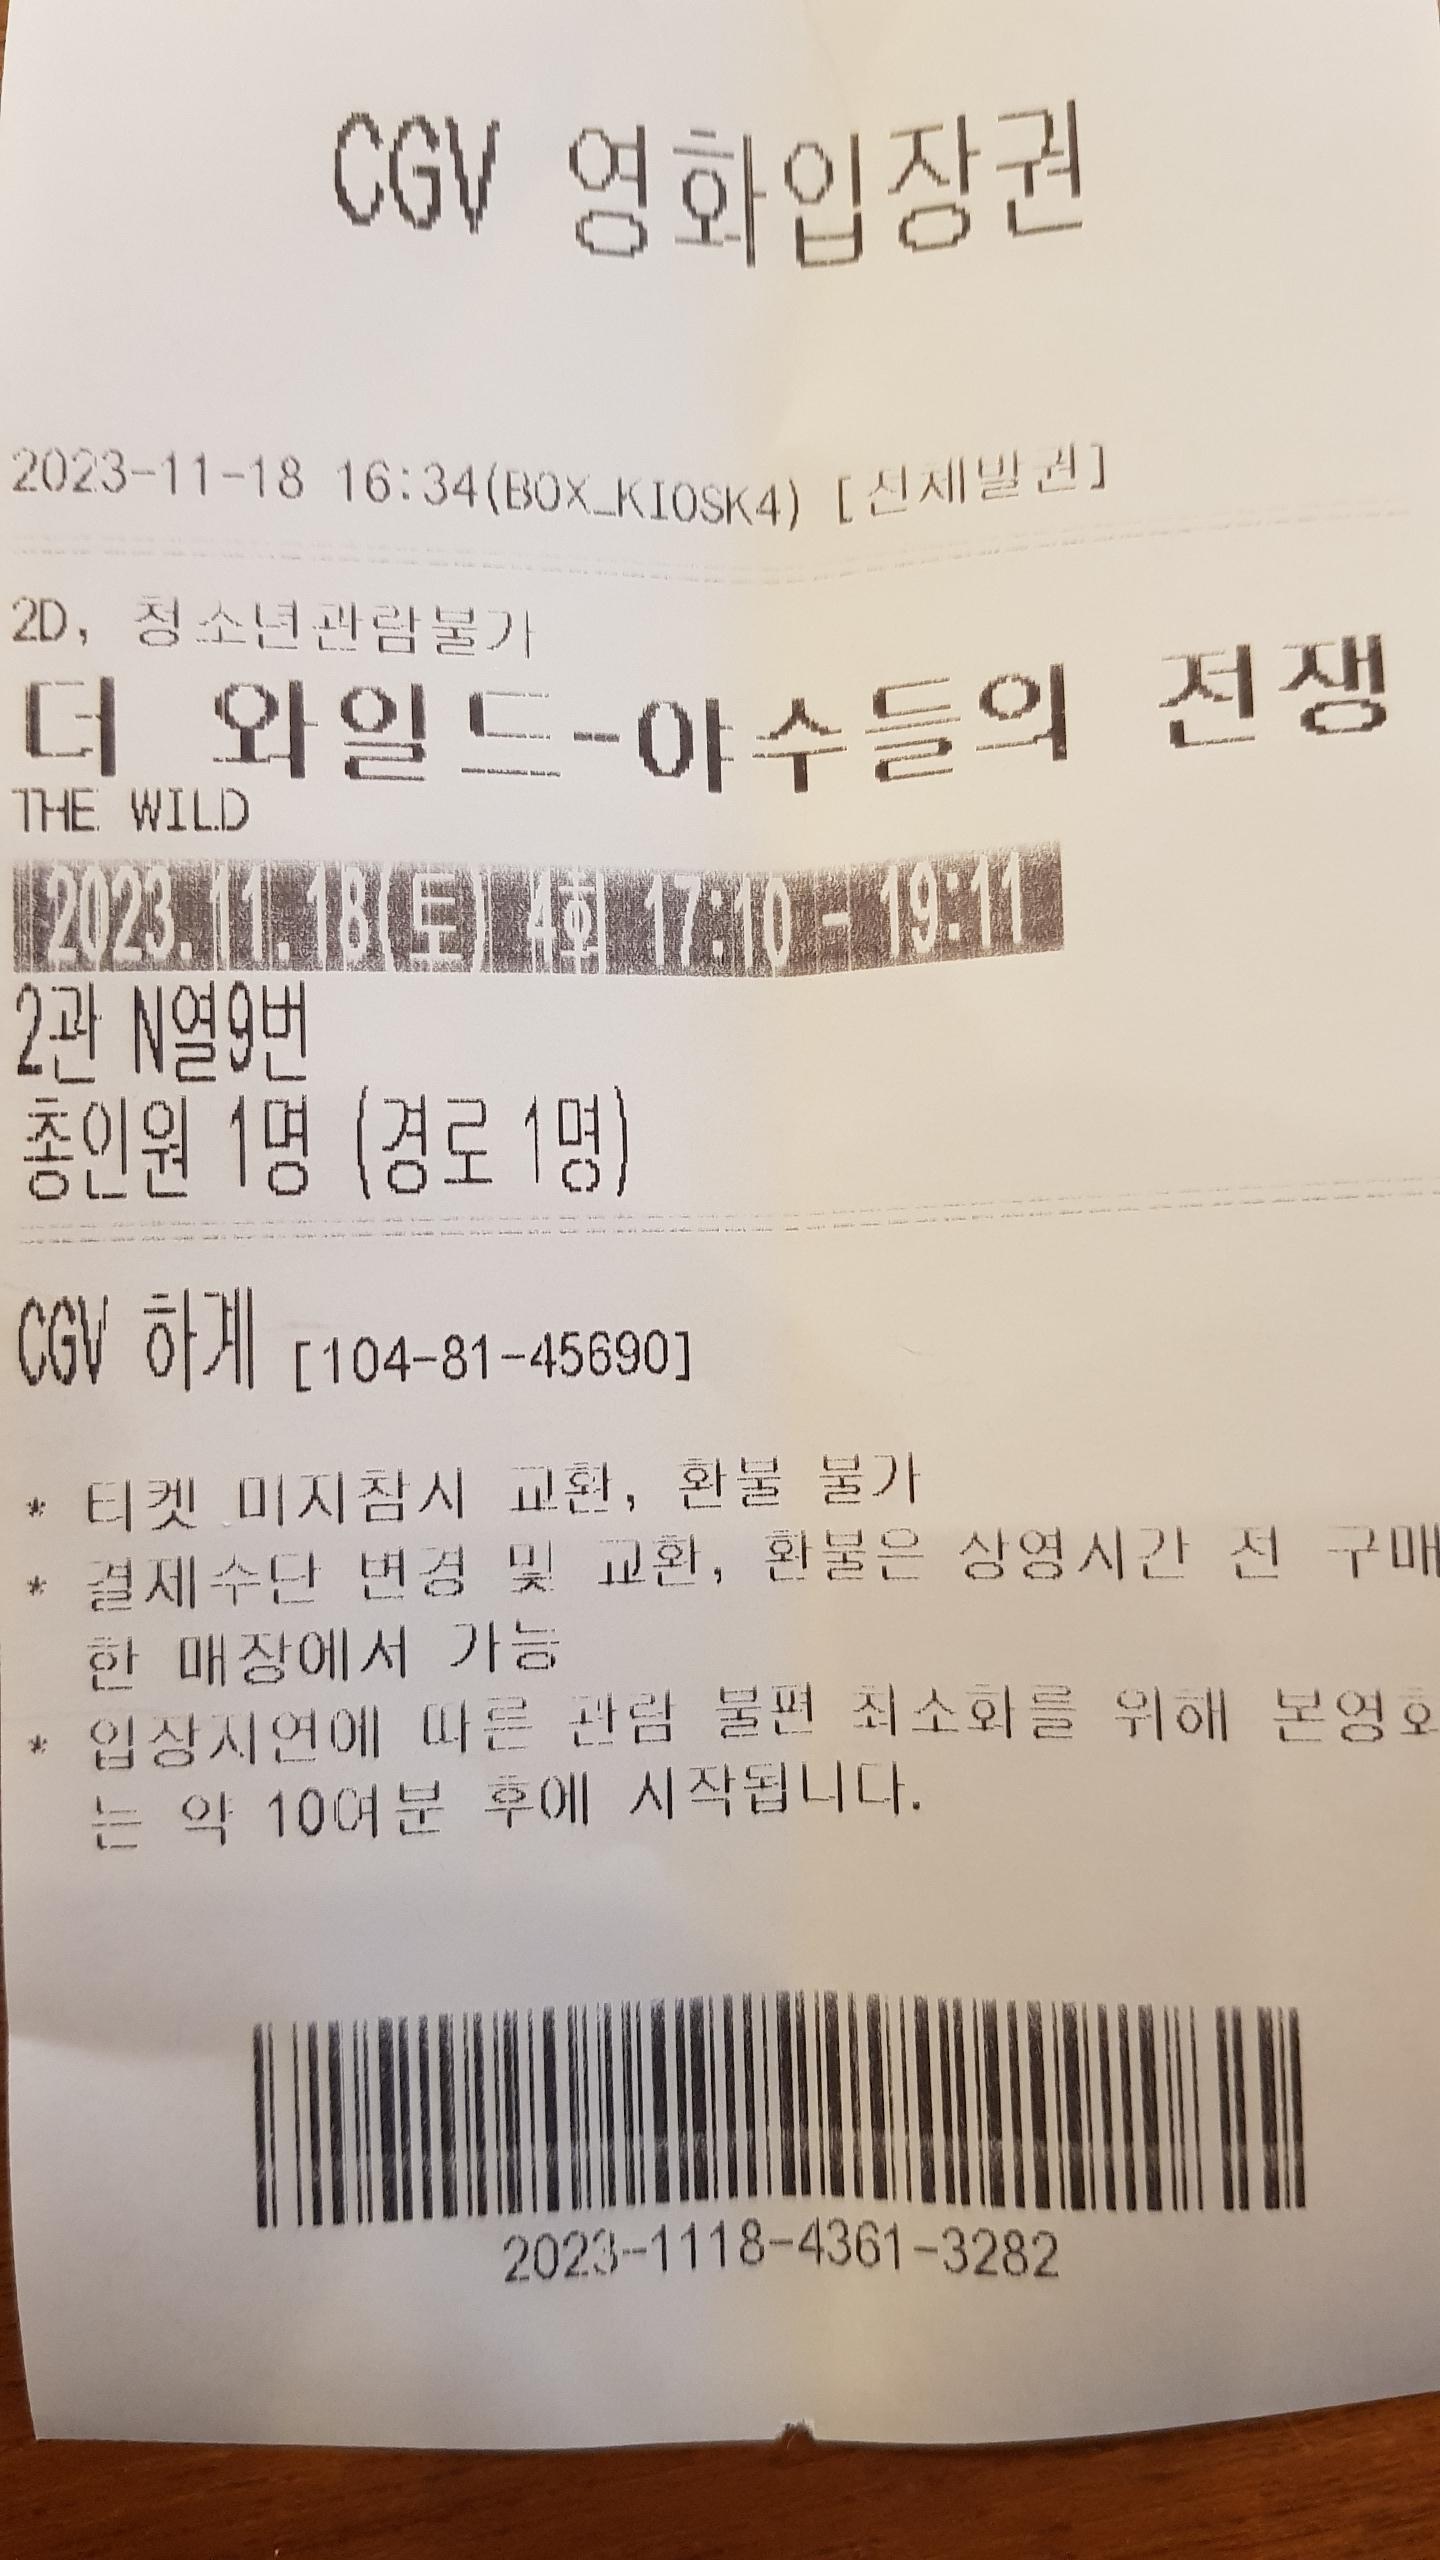 CGV 영화입장권
2023-11-18 16:34(BOX_KIOSK4) [신재발권]
2D, 청소년관람불가
더 와일드-야수들의 전쟁
THE WILD
2023.11.18(토) 4회 17:10 - 19:11
2관 N열9번
총인원 1명 (경로 1명)
CGV 하계 [104-81-45690]
* 티켓 미지참시 교환, 환불 불가
* 결제수단 변경 및 교환, 환불은 상영시간 전 구매
한 매장에서 가능
* 입장지연에 따른 관람 불편 최소화를 위해 본영화
는 약 10여분 후에 시작됩니다.
2023-1118-4361-3282